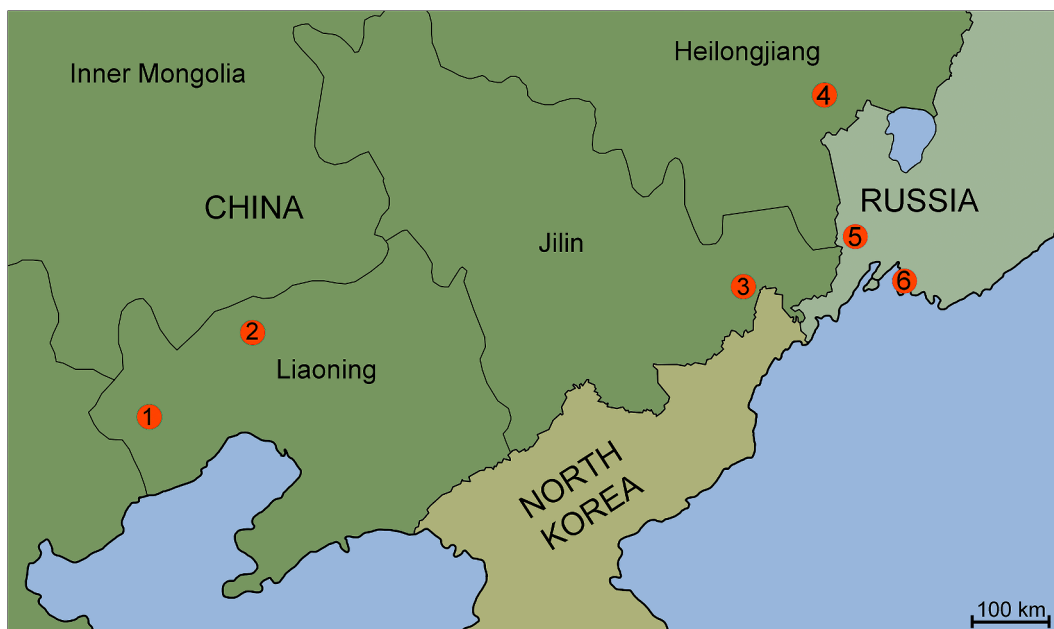 Heilongjiang
Inner Mongolia
4
CHINA
RUSSIA
5
Jilin
6
3
2
Liaoning
1
NORTH
KOREA
100 km